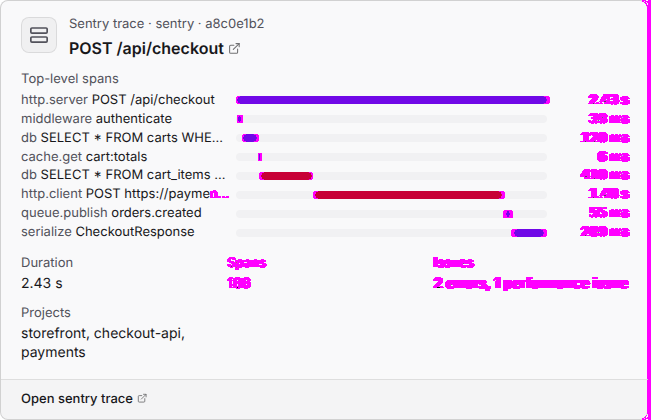 Sentry trace · sentry · a8c0e1b2
POST /api/checkout
Top-level spans
http.server POST /api/checkout 2.43 s
middleware authenticate
db SELECT * FROM carts WHE...
cache.get cart:totals 6 ms
db SELECT * FROM cart_items ...
http.client POST https://paymen...
queue.publish orders.created 55 ms
serialize CheckoutResponse
Duration Spans Issues
2.43 s 2 errors, 1 performance issue
Projects
storefront, checkout-api,
payments
Open sentry trace